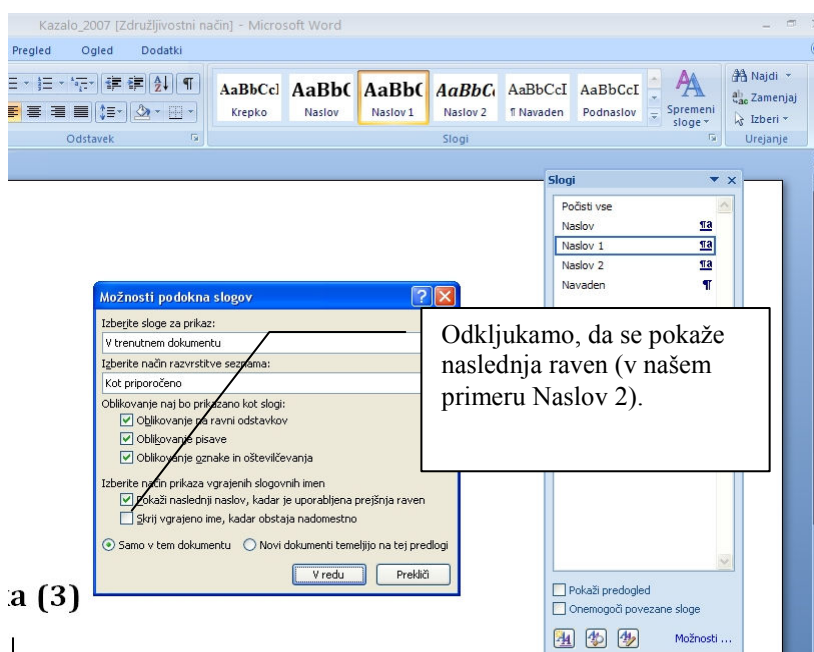 Kazalo_2007 [Združljivostni način] - Microsoft Word
Pregled Ogled Dodatki
AaBbCcl AaBbC AaBbC AaBbCc AaBbCcI AaBbCcI
Krepko Naslov Naslov 1 Naslov 2 ¶ Navaden Podnaslov
Spremeni
sloge
Najdi
Zamenjaj
Izberi
Odstavek Slogi Urejanje
Slogi
Počisti vse
Naslov ¶a
Naslov 1 ¶a
Naslov 2 ¶a
Navaden ¶
Možnosti podokna slogov
Izberite sloge za prikaz:
V trenutnem dokumentu
Izberite način razvrstitve seznama:
Kot priporočeno
Oblikovanje naj bo prikazano kot slogi:
Oblikovanje na ravni odstavkov
Oblikovanje pisave
Oblikovanje oznake in oštevilčevanja
Izberite način prikaza vgrajenih slogovnih imen
Pokaži naslednji naslov, kadar je uporabljena prejšnja raven
Skrij vgrajeno ime, kadar obstaja nadomestno
Samo v tem dokumentu Novi dokumenti temeljijo na tej predlogi
V redu Prekliči
Odkljukamo, da se pokaže
naslednja raven (v našem
primeru Naslov 2).
a (3)
Pokaži predogled
Onemogoči povezane sloge
Možnosti ...